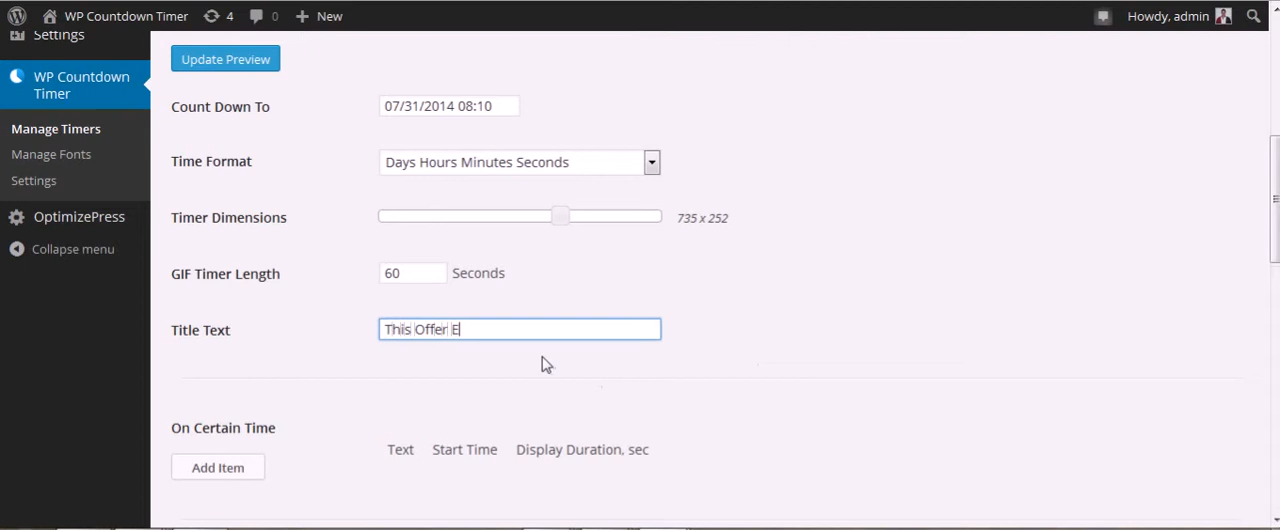 WP Countdown Timer 4 0 New Howdy, admin
Settings
WP Countdown
Timer
Manage Timers
Manage Fonts
Settings
OptimizePress
Collapse menu
Update Preview
Count Down To 07/31/2014 08:10
Time Format Days Hours Minutes Seconds
Timer Dimensions 735 x 252
GIF Timer Length 60 Seconds
Title Text This Offer E
On Certain Time
Text Start Time Display Duration, sec
Add Item